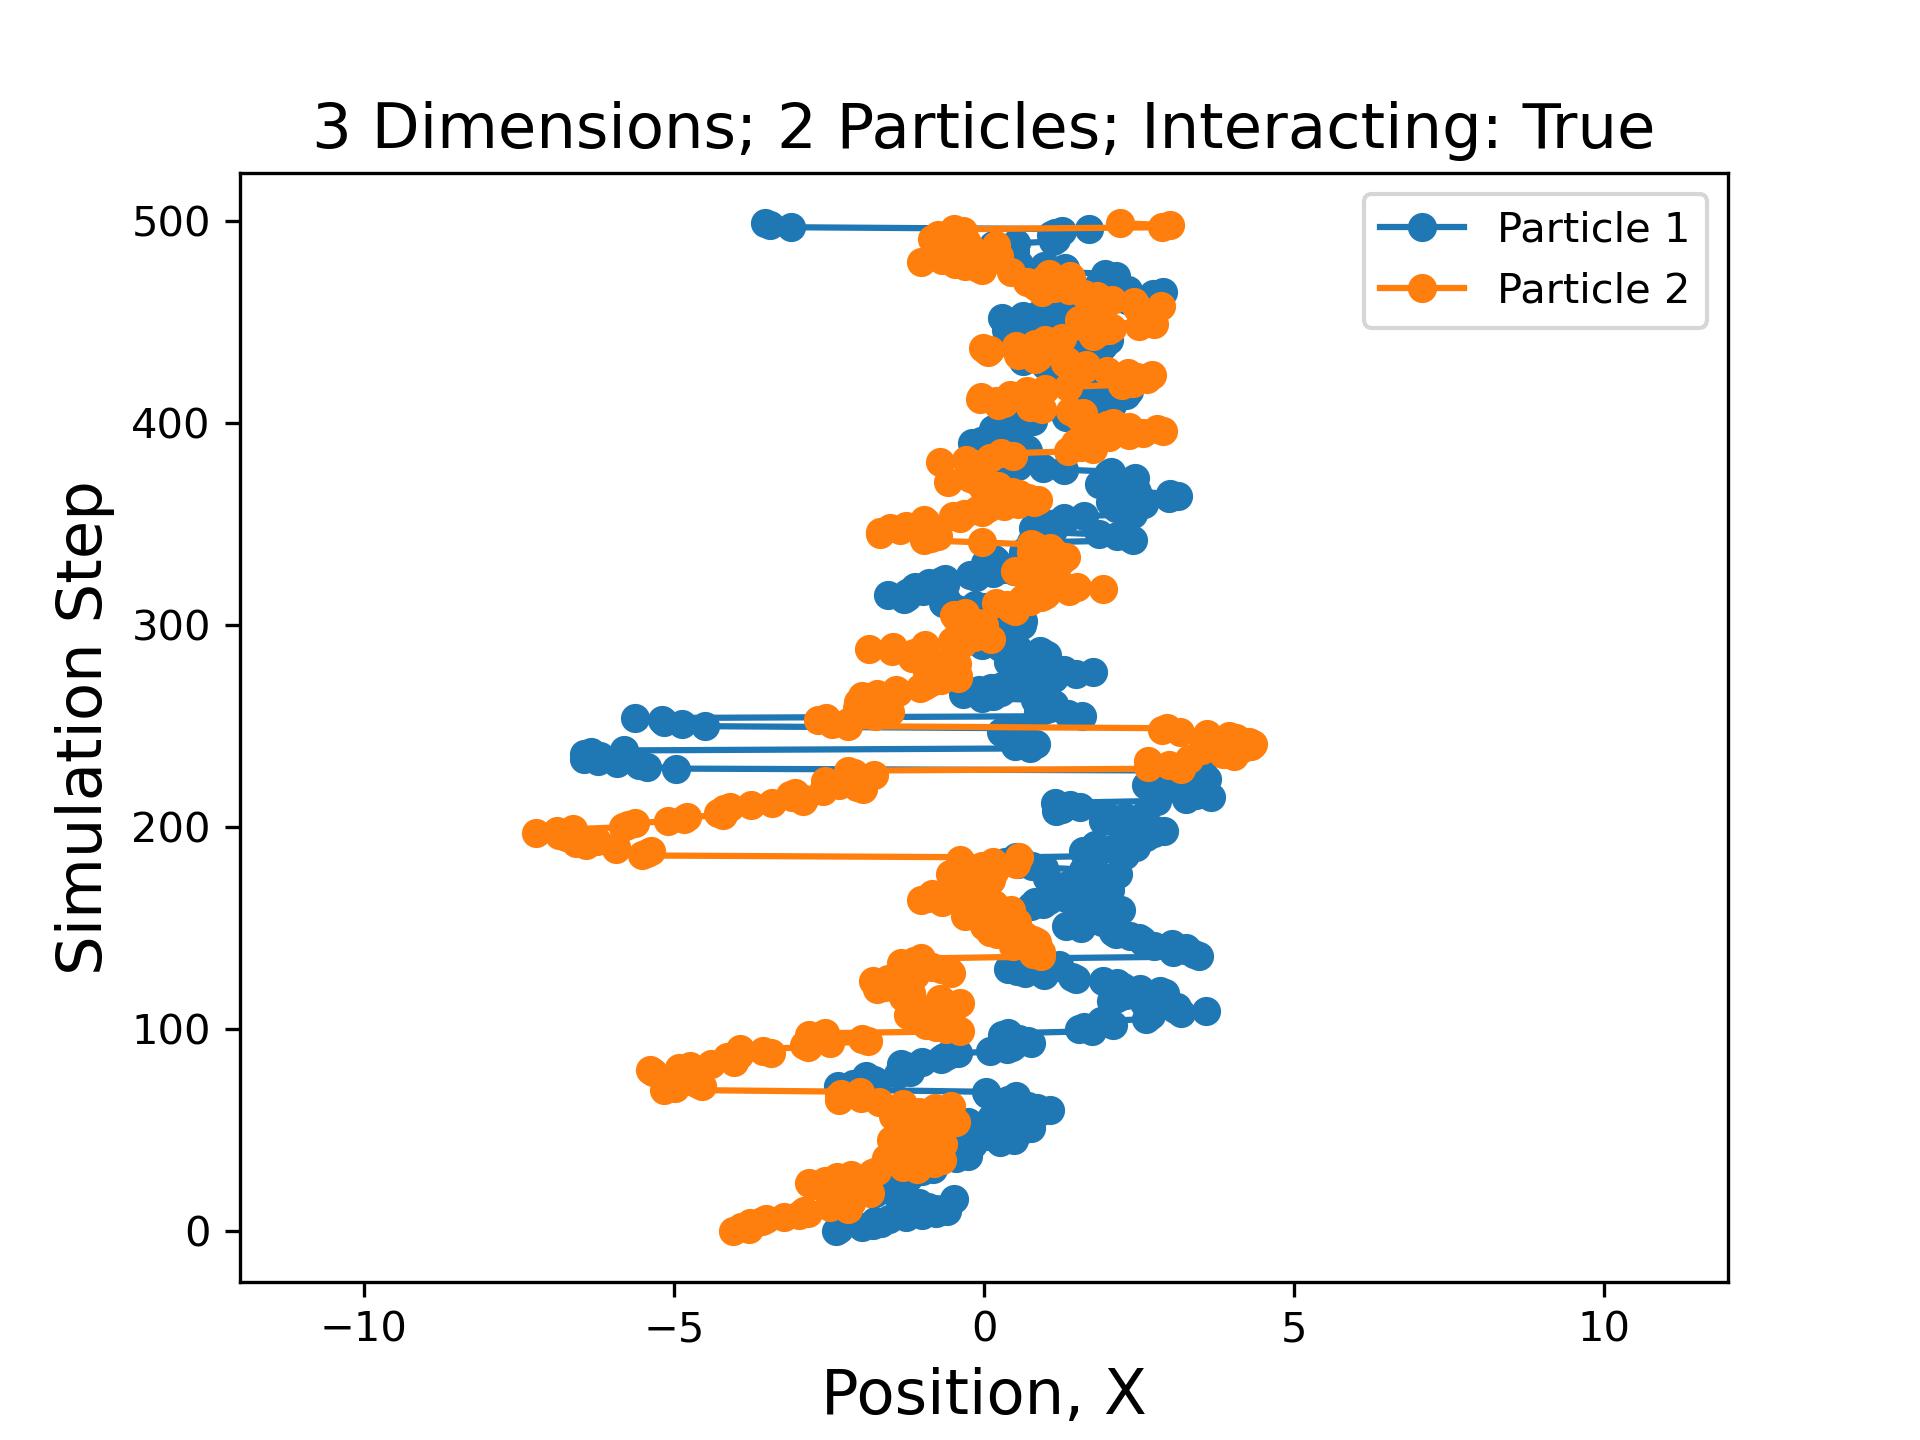 3 Dimensions; 2 Particles; Interacting: True
Particle 1
Particle 2
Simulation Step
500
400
300
200
100
0
−10
−5
0
5
10
Position, X